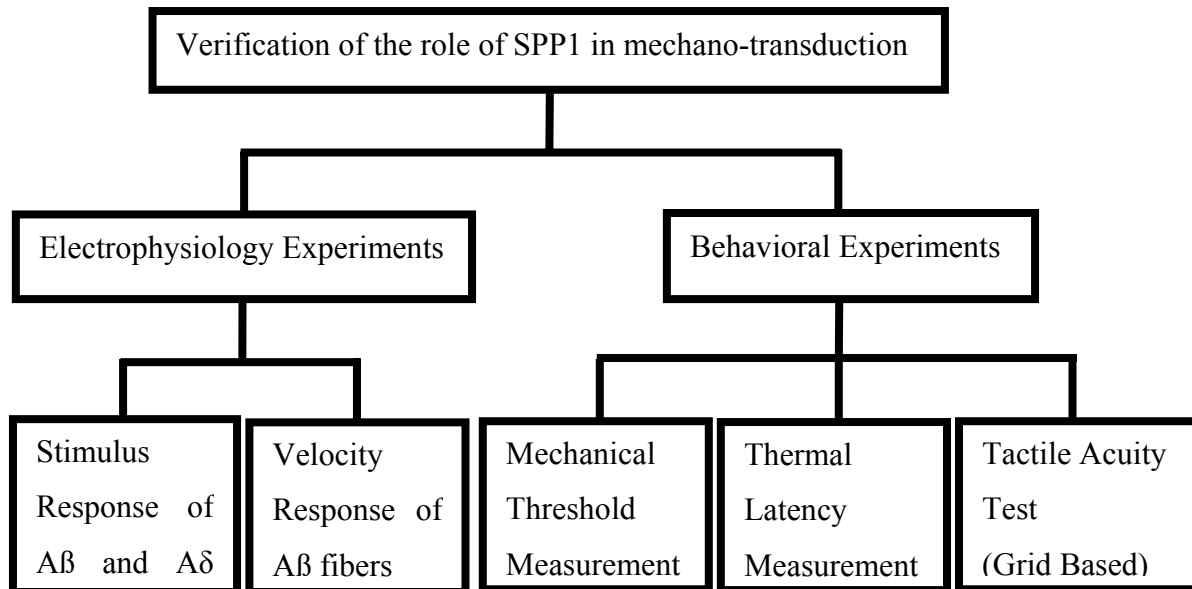 Verification of the role of SPP1 in mechano-transduction
Electrophysiology Experiments
Behavioral Experiments
Stimulus
Response of
Aß and Aδ
Velocity
Response of
Aß fibers
Mechanical
Threshold
Measurement
Thermal
Latency
Measurement
Tactile Acuity
Test
(Grid Based)